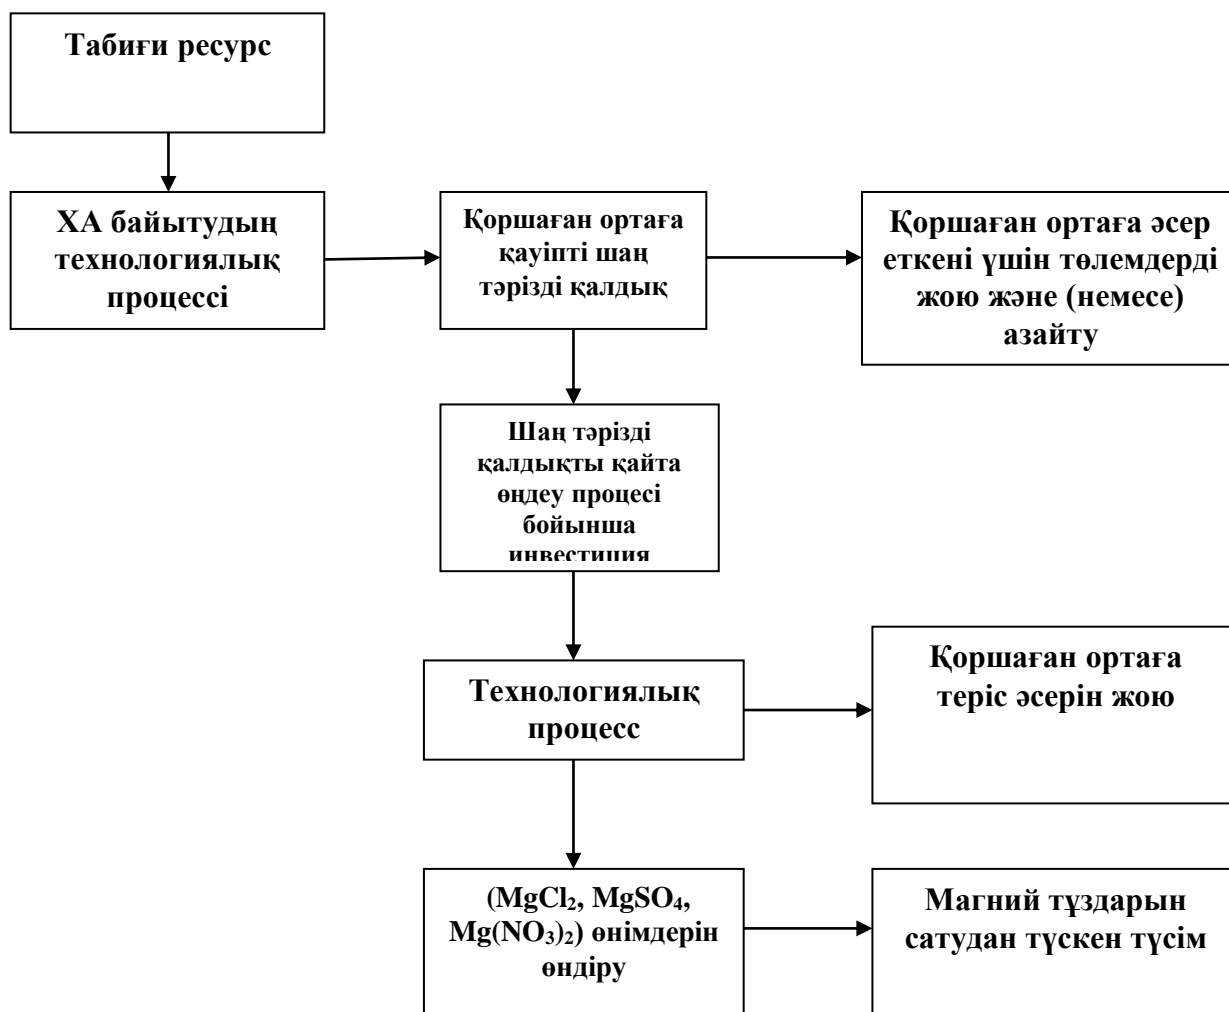 Табиғи ресурс
ХА байытудың
технологиялық
процессі
Қоршаған ортаға
қауіпті шаң
тәрізді қалдық
Қоршаған ортаға әсер
еткені үшін төлемдерді
жою және (немесе)
азайту
Шаң тәрізді
қалдықты қайта
өңдеу процесі
бойынша
инвестиция
Технологиялық
процесс
Қоршаған ортаға
теріс әсерін жою
(MgCl₂, MgSO₄,
Mg(NO₃)₂) өнімдерін
өндіру
Магний тұздарын
сатудан түскен түсім